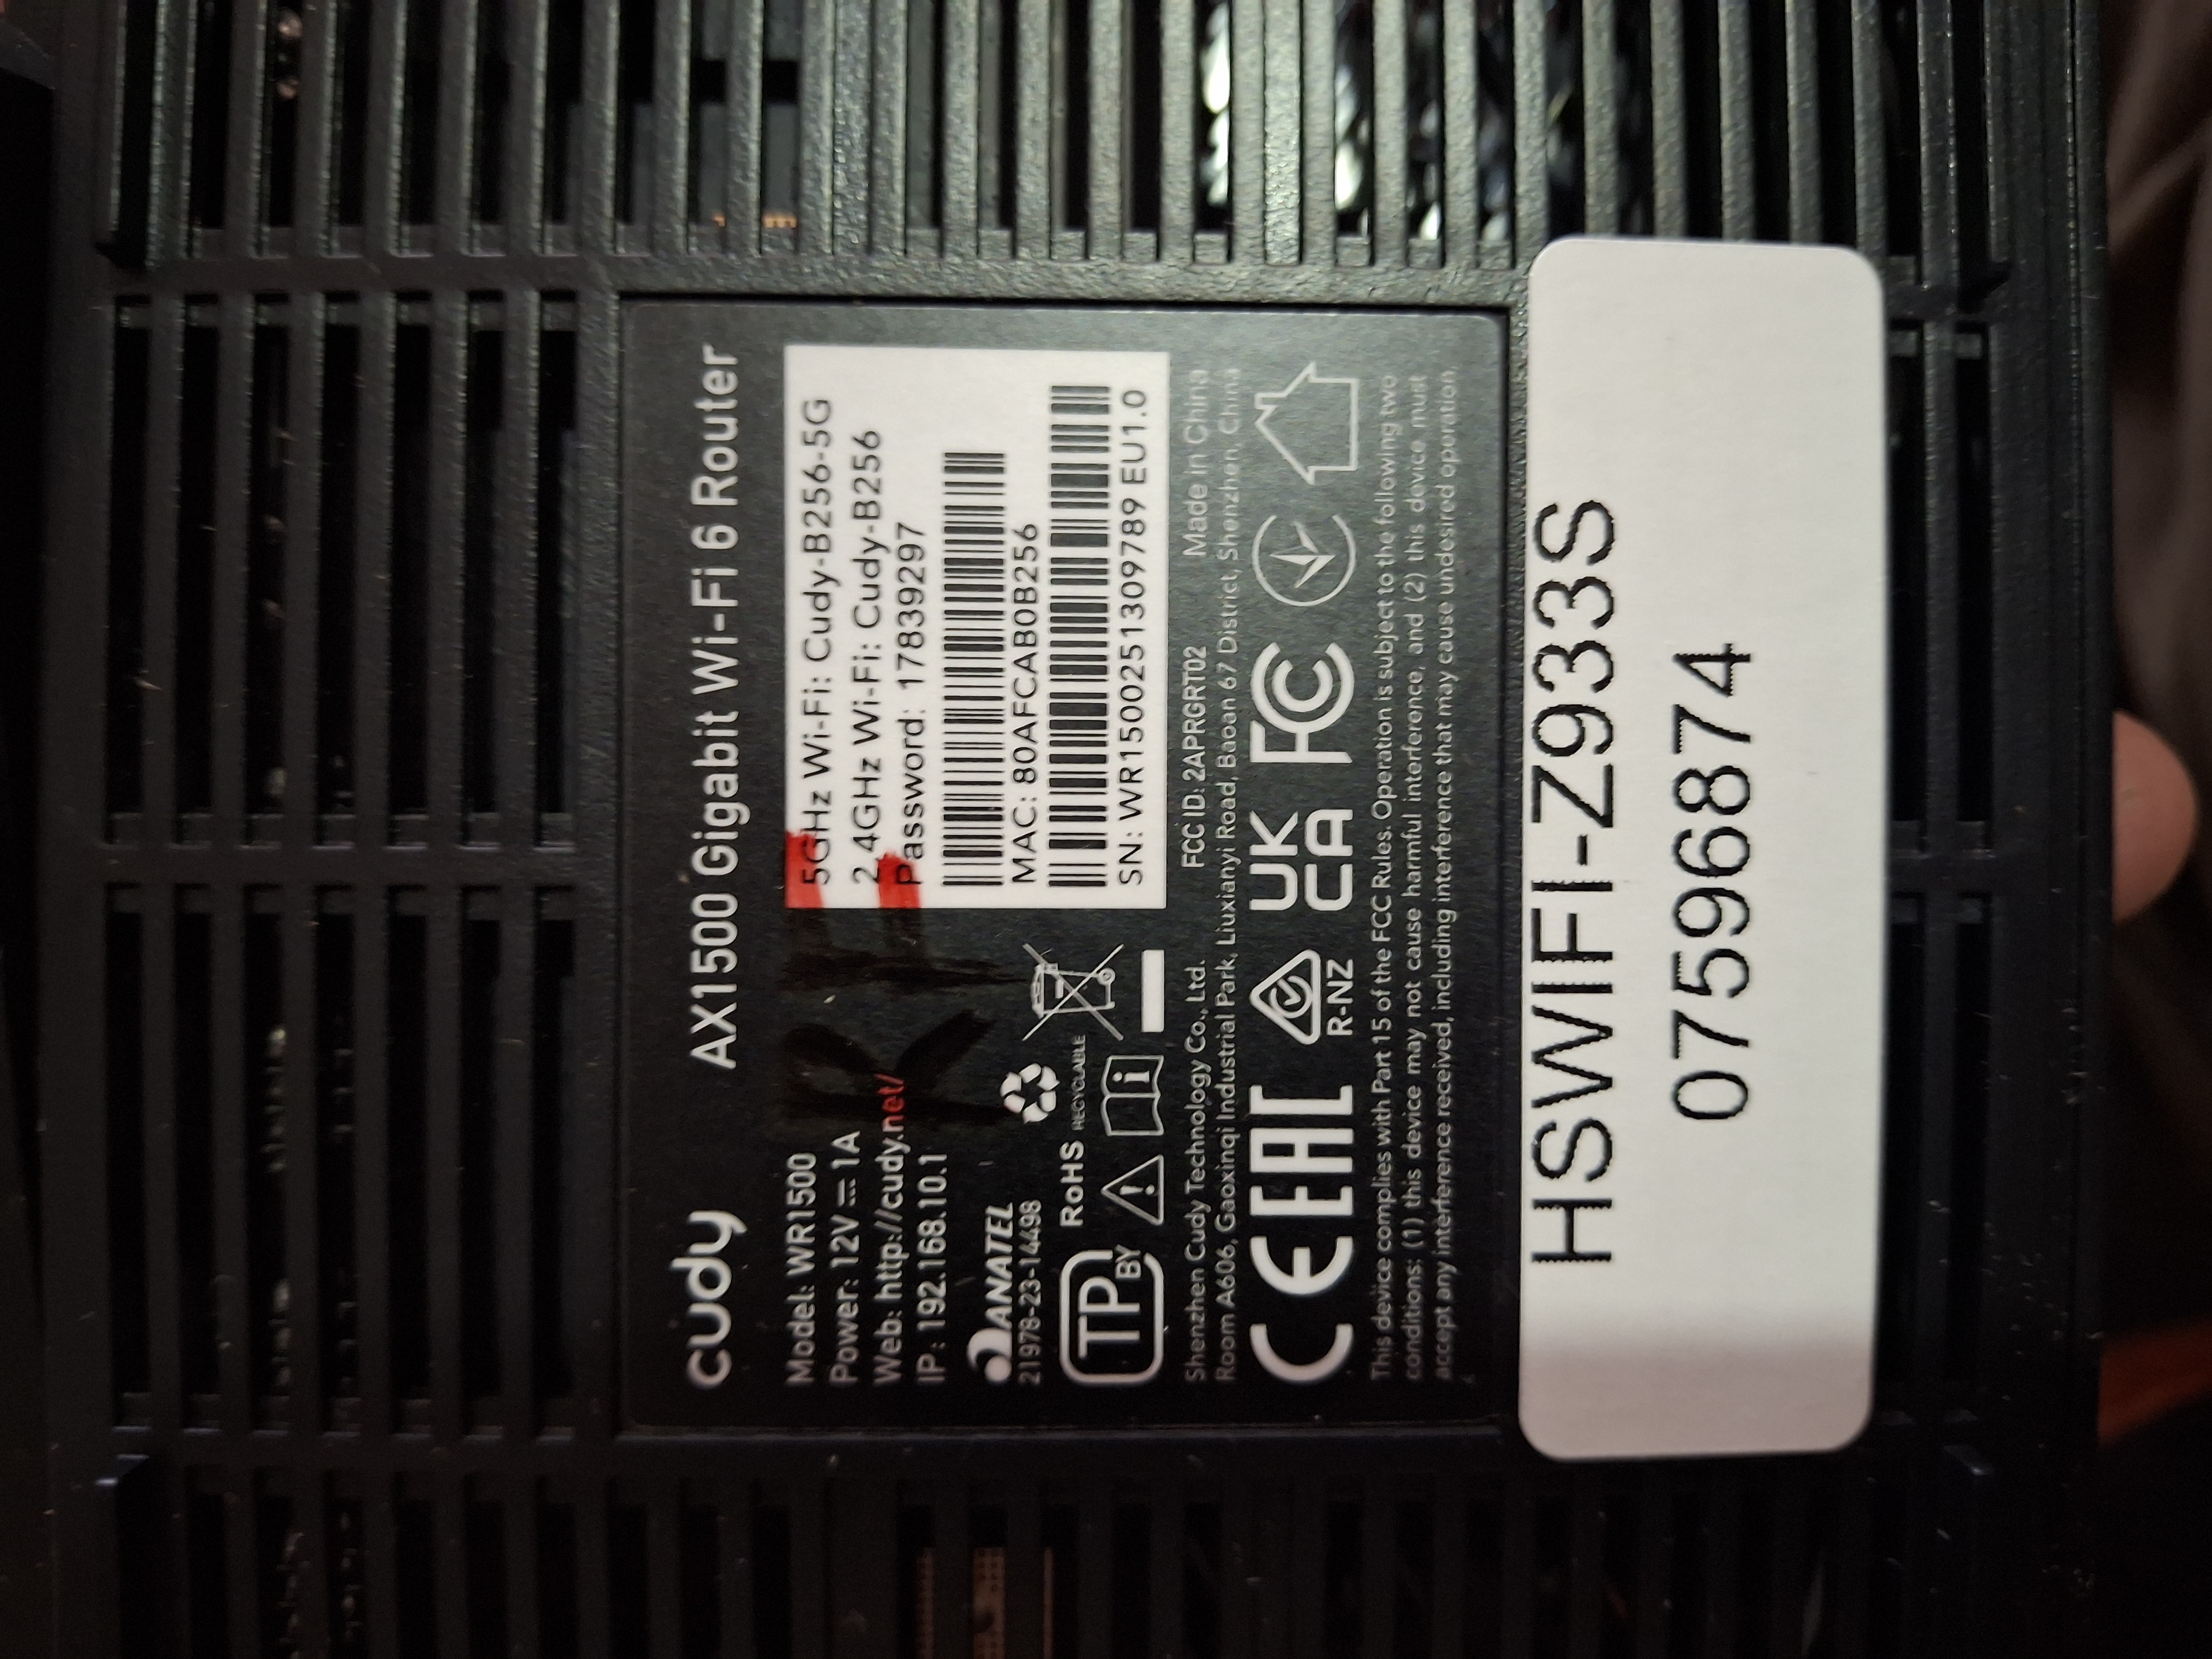 cudy AX1500 Gigabit Wi-Fi 6 Router
Model: WR1500
Power: 12V⎓1A
Web: http://cudy.net/
IP: 192.168.10.1
5GHz Wi-Fi: Cudy-B256-5G
2.4GHz Wi-Fi: Cudy-B256
Password: 17839297
MAC: 80AFCAB0B256
SN: WR1500251309789 EU1.0
ANATEL
21978-23-14498
RoHS
RECYCLABLE
TP
BY
Shenzhen Cudy Technology Co., Ltd. FCC ID: 2APRGRT02 Made in China
Room A606, Gaoxinqi Industrial Park, Liuxianyi Road, Baoan 67 District, Shenzhen China
CE EAC R-NZ UK CA FC
This device complies with Part 15 of the FCC Rules. Operation is subject to the following two
conditions: (1) this device may not cause harmful interference, and (2) this device must
accept any interference received, including interference that may cause undesired operation.
HSWIFI-Z933S
07596874